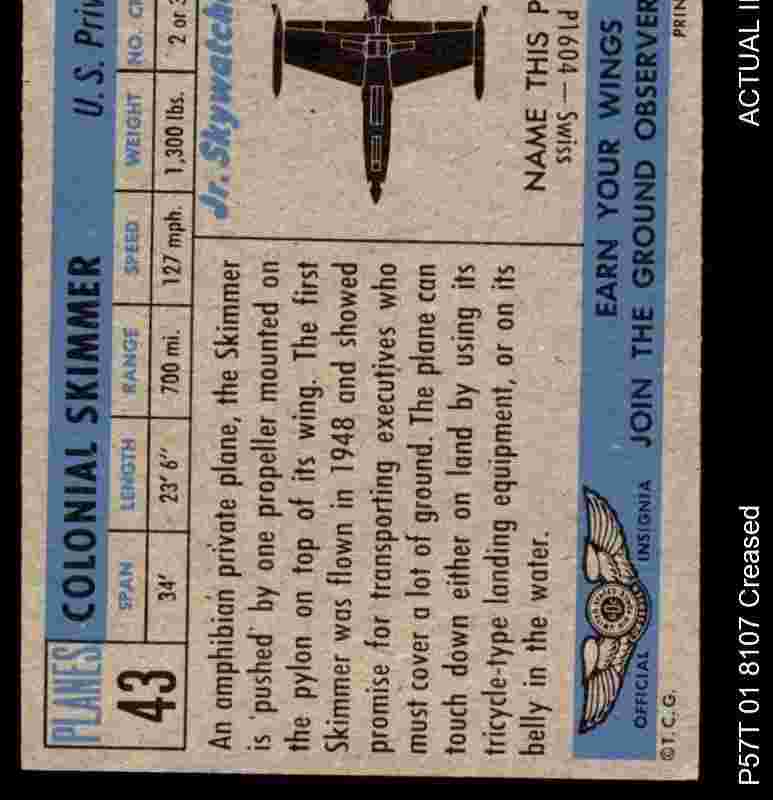 PLANES
43
COLONIAL SKIMMER
U.S. Priv
SPAN LENGTH RANGE SPEED WEIGHT NO. CR
34' 23' 6" 700 mi. 127 mph. 1,300 lbs. 2 or 3
An amphibian private plane, the Skimmer
is 'pushed' by one propeller mounted on
the pylon on top of its wing. The first
Skimmer was flown in 1948 and showed
promise for transporting executives who
must cover a lot of ground. The plane can
touch down either on land by using its
tricycle-type landing equipment, or on its
belly in the water.
Jr. Skywatch
NAME THIS P
P1604 — Swiss
OFFICIAL INSIGNIA
EARN YOUR WINGS
JOIN THE GROUND OBSERVER
© T. C. G.
PRIN
P57T 01 8107 Creased
ACTUAL I